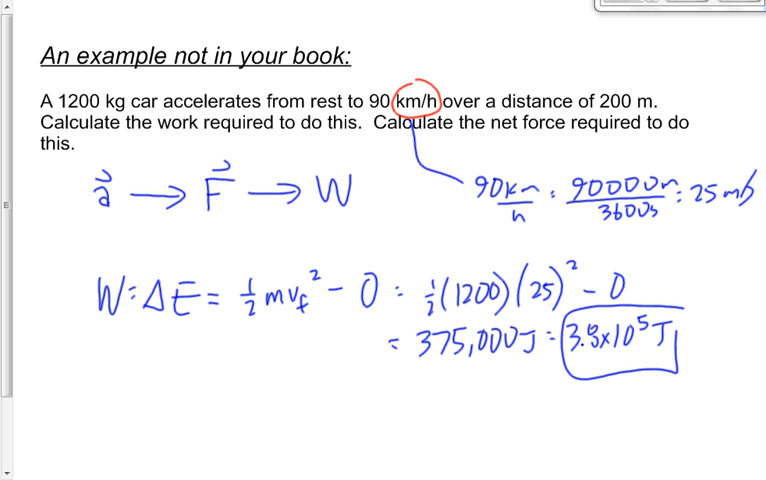 An example not in your book:
A 1200 kg car accelerates from rest to 90 km/h over a distance of 200 m.
Calculate the work required to do this. Calculate the net force required to do
this.
a⃗ → F⃗ → W
90km/h = 90000m/3600s = 25 m/s
W = ΔE = ½mv_f² - 0 = ½(1200)(25)² - 0
= 375,000J = 3.8x10⁵ J